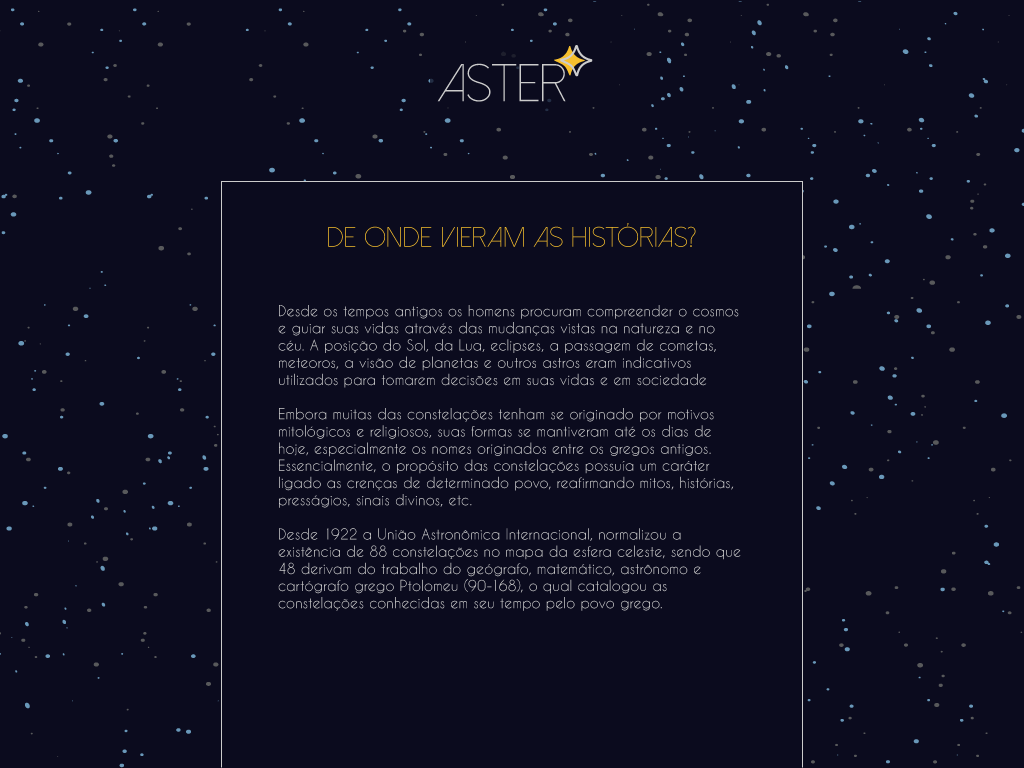 ASTER
DE ONDE VIERAM AS HISTÓRIAS?
Desde os tempos antigos os homens procuram compreender o cosmos
e guiar suas vidas através das mudanças vistas na natureza e no
céu. A posição do Sol, da Lua, eclipses, a passagem de cometas,
meteoros, a visão de planetas e outros astros eram indicativos
utilizados para tomarem decisões em suas vidas e em sociedade
Embora muitas das constelações tenham se originado por motivos
mitológicos e religiosos, suas formas se mantiveram até os dias de
hoje, especialmente os nomes originados entre os gregos antigos.
Essencialmente, o propósito das constelações possuia um caráter
ligado as crenças de determinado povo, reafirmando mitos, histórias,
presságios, sinais divinos, etc.
Desde 1922 a União Astronômica Internacional, normalizou a
existência de 88 constelações no mapa da esfera celeste, sendo que
48 derivam do trabalho do geógrafo, matemático, astrônomo e
cartógrafo grego Ptolomeu (90-168), o qual catalogou as
constelações conhecidas em seu tempo pelo povo grego.